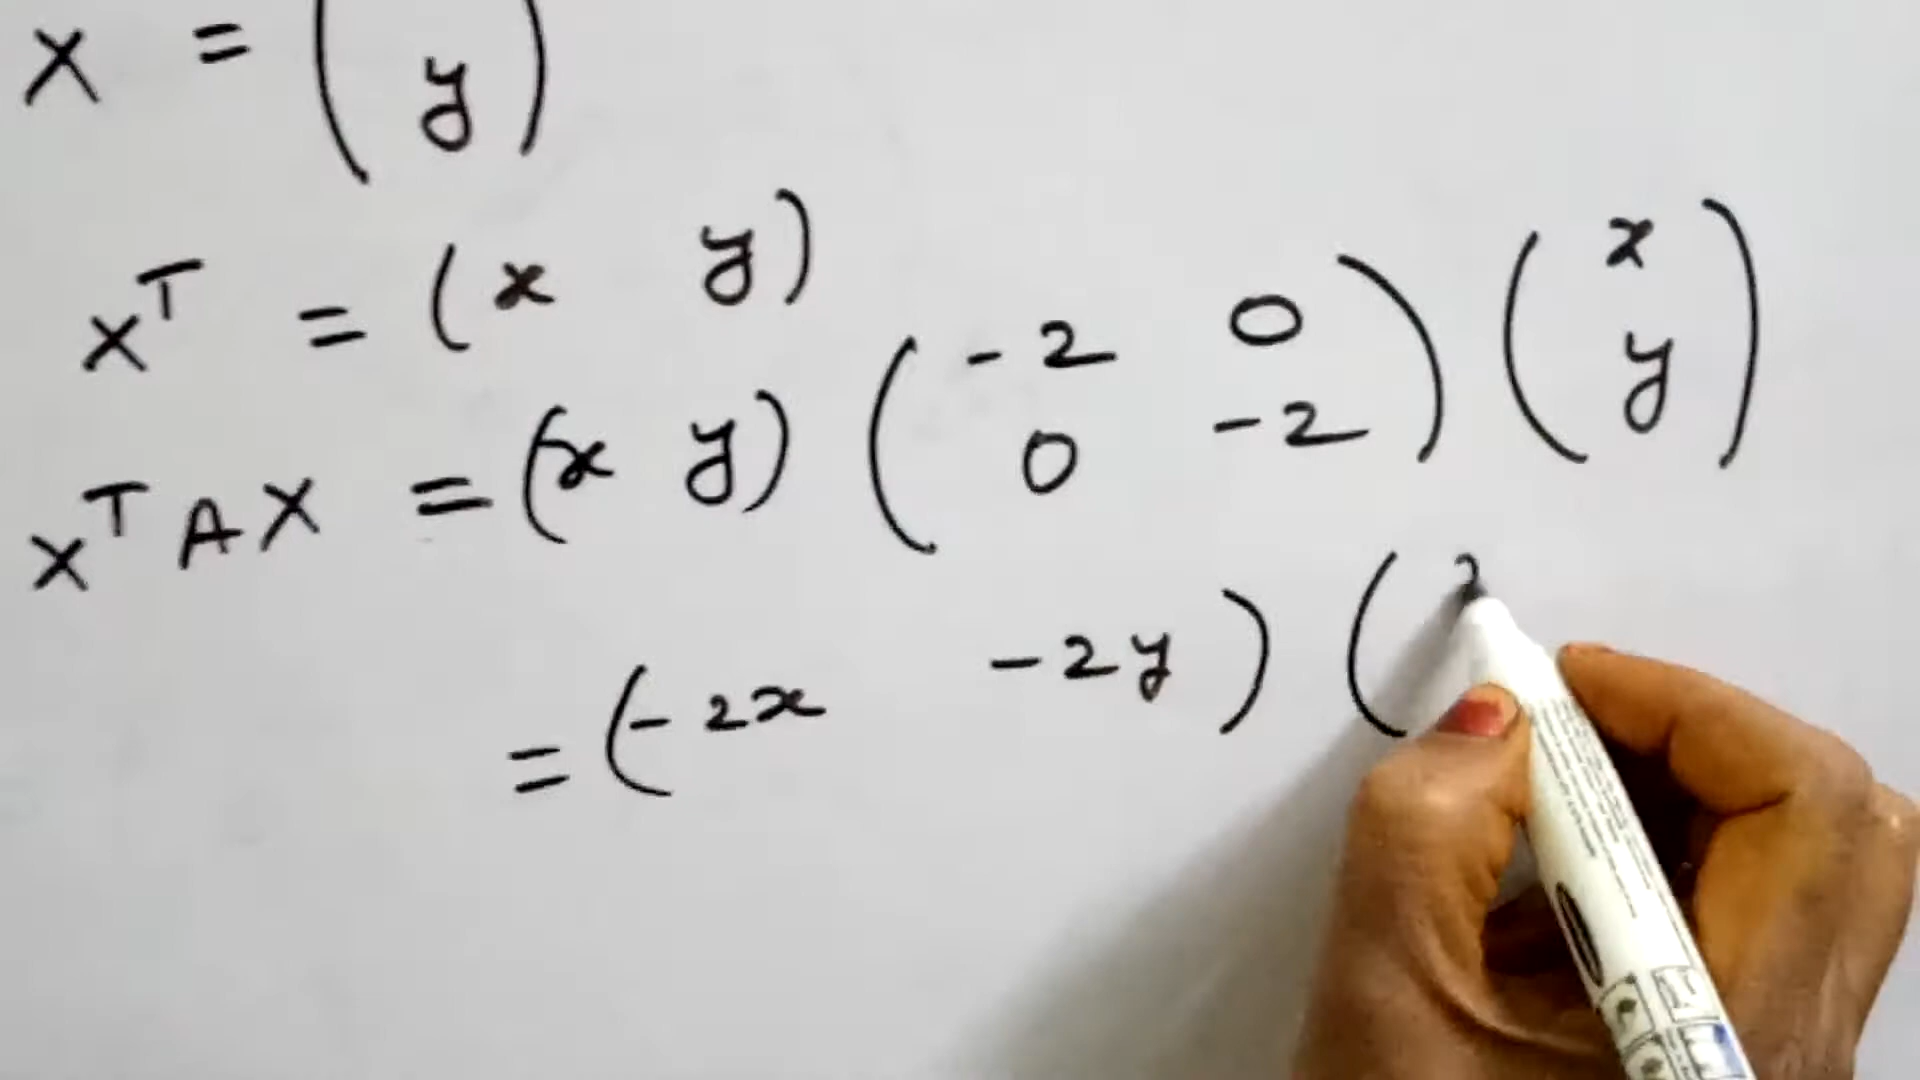 X = ( y )
X^T = (x y)
X^T A X = (x y) ( -2 0 ) ( x )
( 0 -2 ) ( y )
= (-2x -2y) (